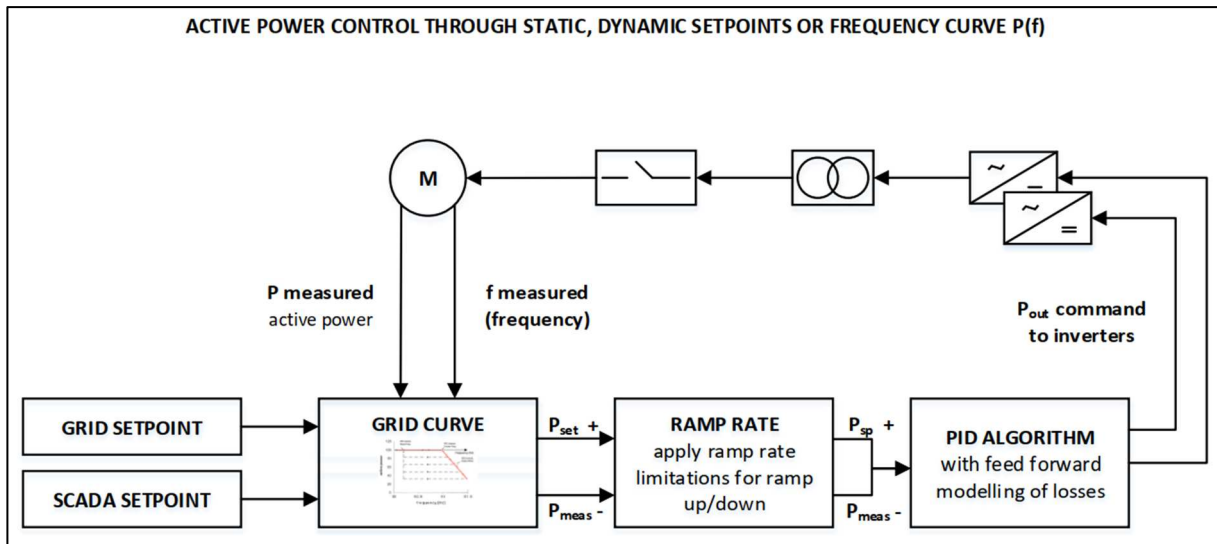 ACTIVE POWER CONTROL THROUGH STATIC, DYNAMIC SETPOINTS OR FREQUENCY CURVE P(f)
M
~
=
~
=
P measured
active power
f measured
(frequency)
Pout command
to inverters
GRID SETPOINT
SCADA SETPOINT
GRID CURVE
Pset +
Pmeas -
RAMP RATE
apply ramp rate
limitations for ramp
up/down
Psp +
Pmeas -
PID ALGORITHM
with feed forward
modelling of losses